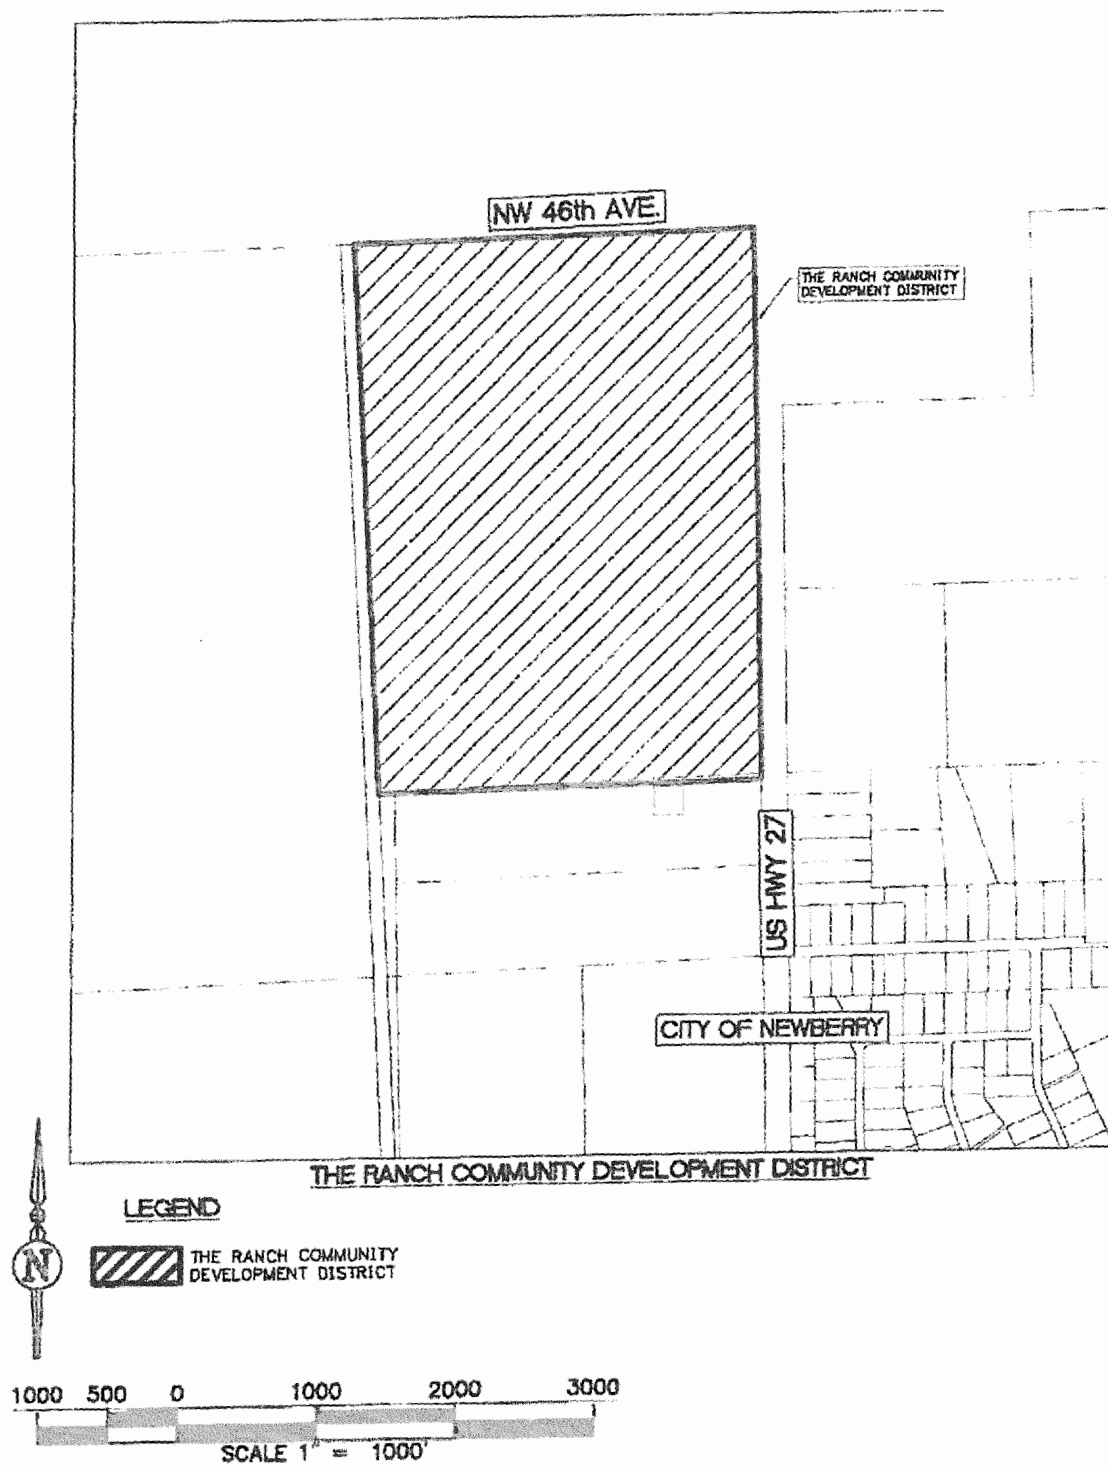 NW 46th AVE.
THE RANCH COMMUNITY
DEVELOPMENT DISTRICT
US HWY 27
CITY OF NEWBERRY
THE RANCH COMMUNITY DEVELOPMENT DISTRICT
LEGEND
N
THE RANCH COMMUNITY
DEVELOPMENT DISTRICT
1000 500 0 1000 2000 3000
SCALE 1" = 1000'